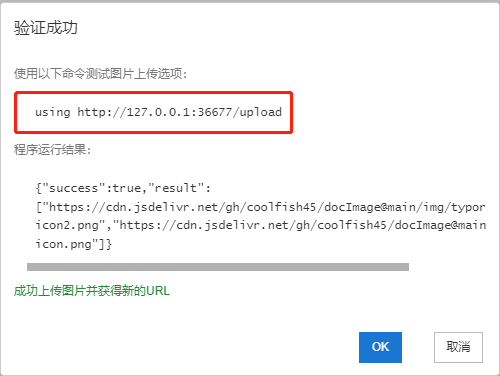 验证成功
使用以下命令测试图片上传选项:
using http://127.0.0.1:36677/upload
程序运行结果:
{"success":true,"result":
["https://cdn.jsdelivr.net/gh/coolfish45/docImage@main/img/typor
icon2.png","https://cdn.jsdelivr.net/gh/coolfish45/docImage@main
icon.png"]}
成功上传图片并获得新的URL
OK
取消